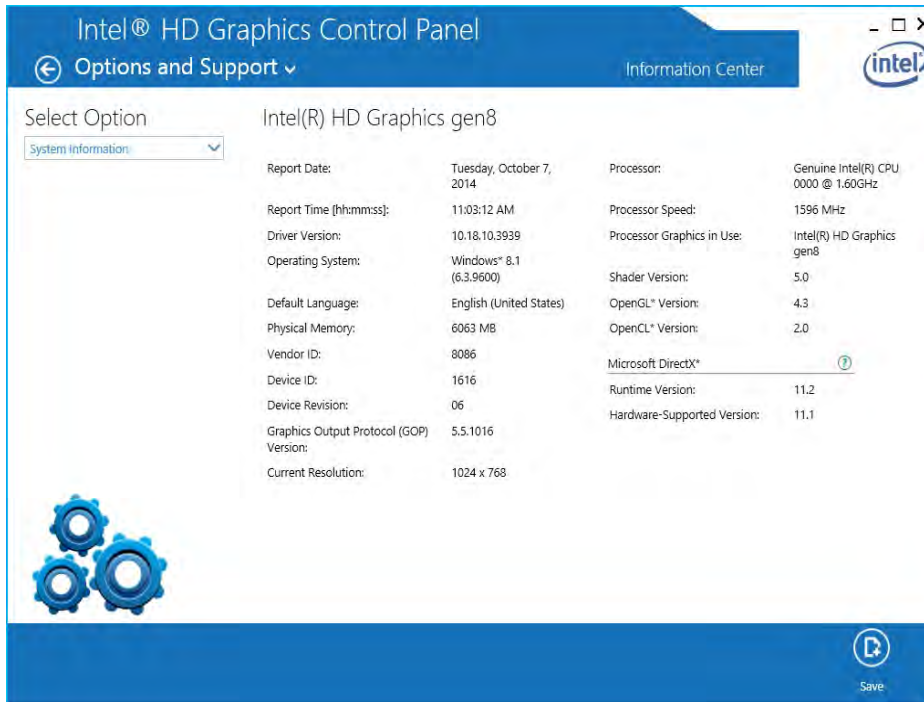 Intel® HD Graphics Control Panel
Options and Support
Information Center
intel
Select Option
System Information
Intel(R) HD Graphics gen8
Report Date: Tuesday, October 7,
2014
Report Time [hh:mm:ss]: 11:03:12 AM
Driver Version: 10.18.10.3939
Operating System: Windows* 8.1
(6.3.9600)
Default Language: English (United States)
Physical Memory: 6063 MB
Vendor ID: 8086
Device ID: 1616
Device Revision: 06
Graphics Output Protocol (GOP) 5.5.1016
Version:
Current Resolution: 1024 x 768
Processor: Genuine Intel(R) CPU
0000 @ 1.60GHz
Processor Speed: 1596 MHz
Processor Graphics in Use: Intel(R) HD Graphics
gen8
Shader Version: 5.0
OpenGL* Version: 4.3
OpenCL* Version: 2.0
Microsoft DirectX* ?
Runtime Version: 11.2
Hardware-Supported Version: 11.1
Save